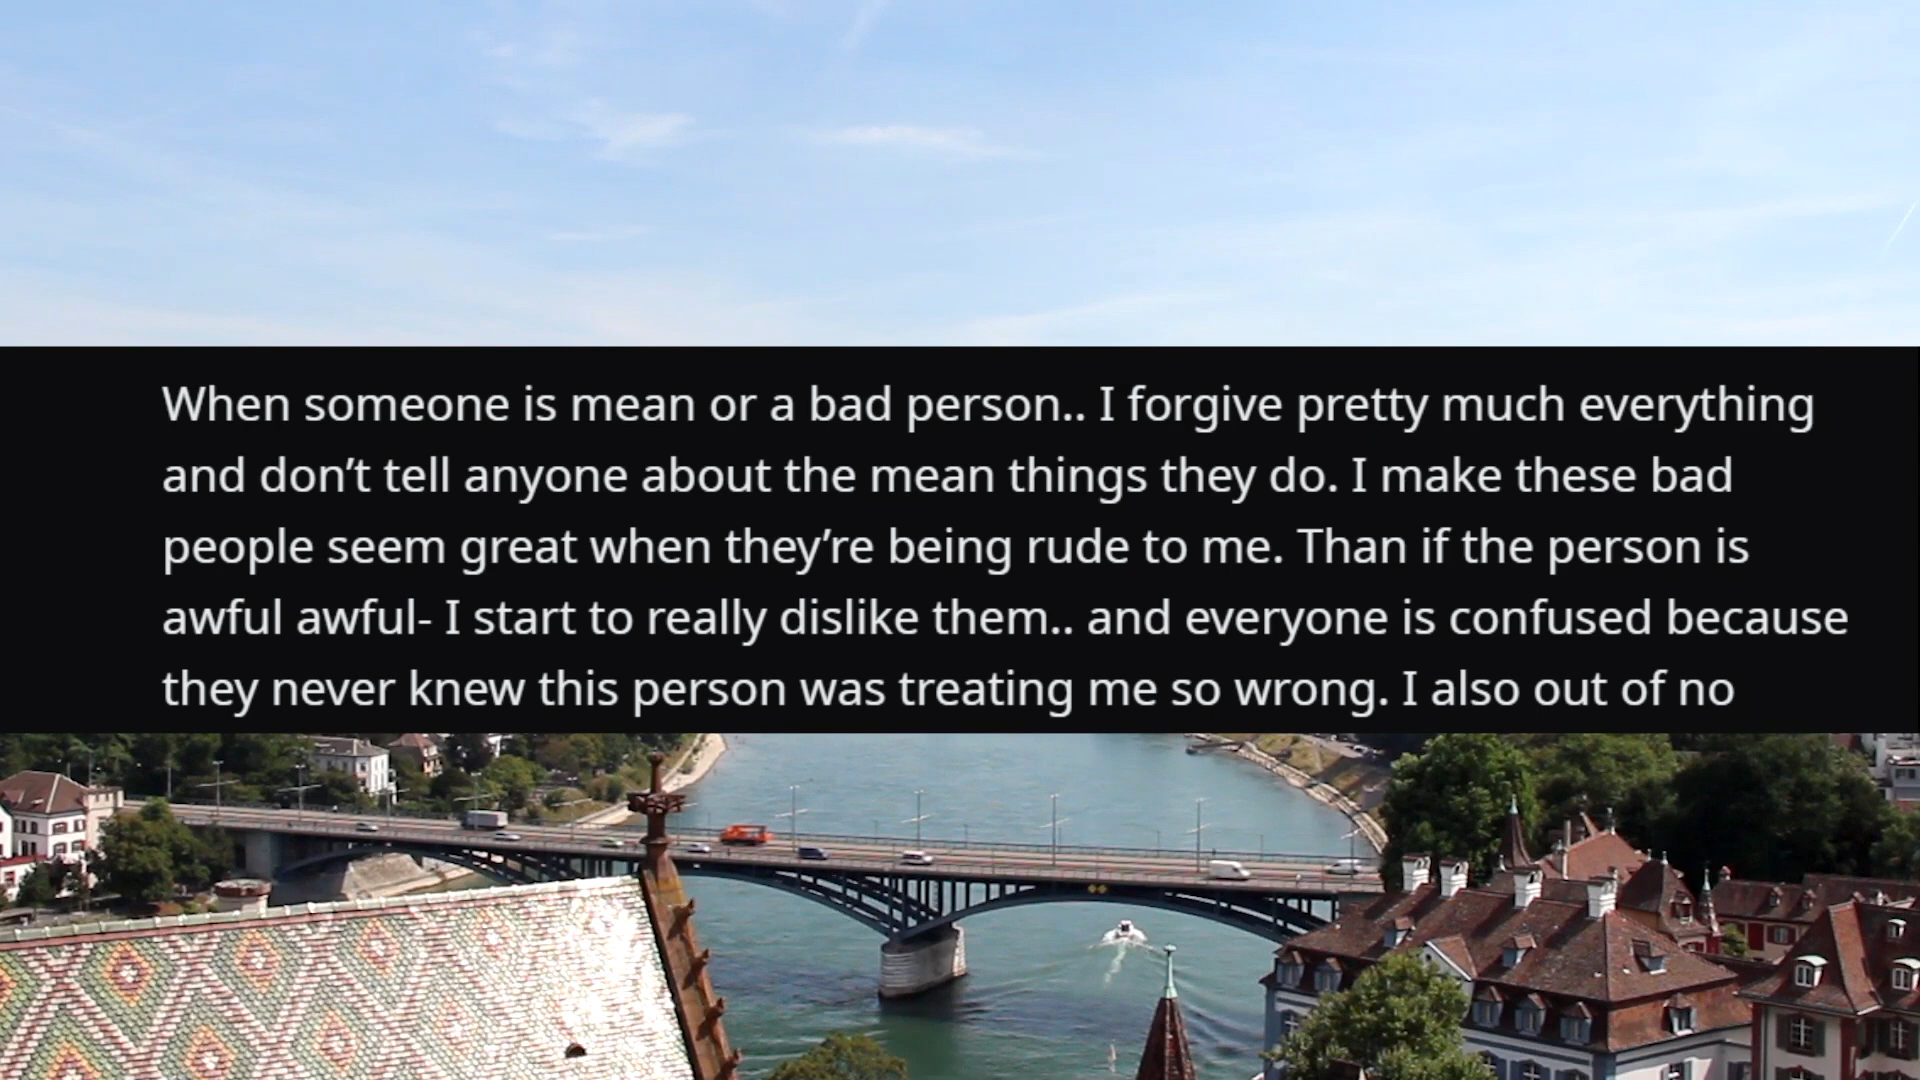 When someone is mean or a bad person.. I forgive pretty much everything
and don’t tell anyone about the mean things they do. I make these bad
people seem great when they’re being rude to me. Than if the person is
awful awful- I start to really dislike them.. and everyone is confused because
they never knew this person was treating me so wrong. I also out of no